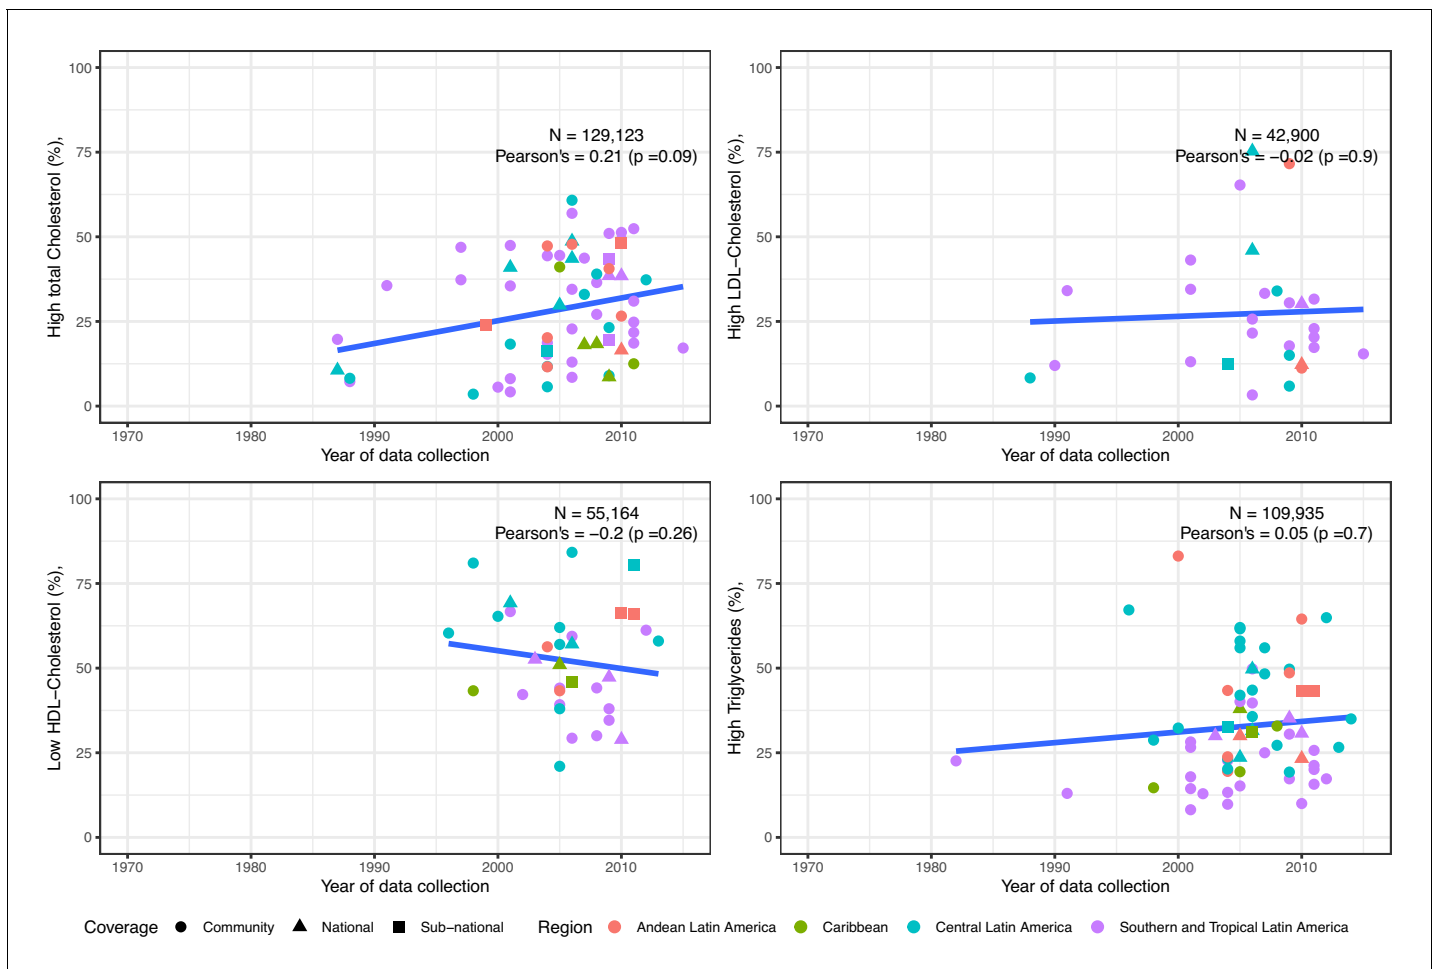 100
75
50
25
0
High total Cholesterol (%),
N = 129,123
Pearson's = 0.21 (p =0.09)
1970 1980 1990 2000 2010
Year of data collection
100
75
50
25
0
High LDL−Cholesterol (%),
N = 42,900
Pearson's = −0.02 (p =0.9)
1970 1980 1990 2000 2010
Year of data collection
100
75
50
25
0
Low HDL−Cholesterol (%),
N = 55,164
Pearson's = −0.2 (p =0.26)
1970 1980 1990 2000 2010
Year of data collection
100
75
50
25
0
High Triglycerides (%),
N = 109,935
Pearson's = 0.05 (p =0.7)
1970 1980 1990 2000 2010
Year of data collection
Coverage Community National Sub−national Region Andean Latin America Caribbean Central Latin America Southern and Tropical Latin America